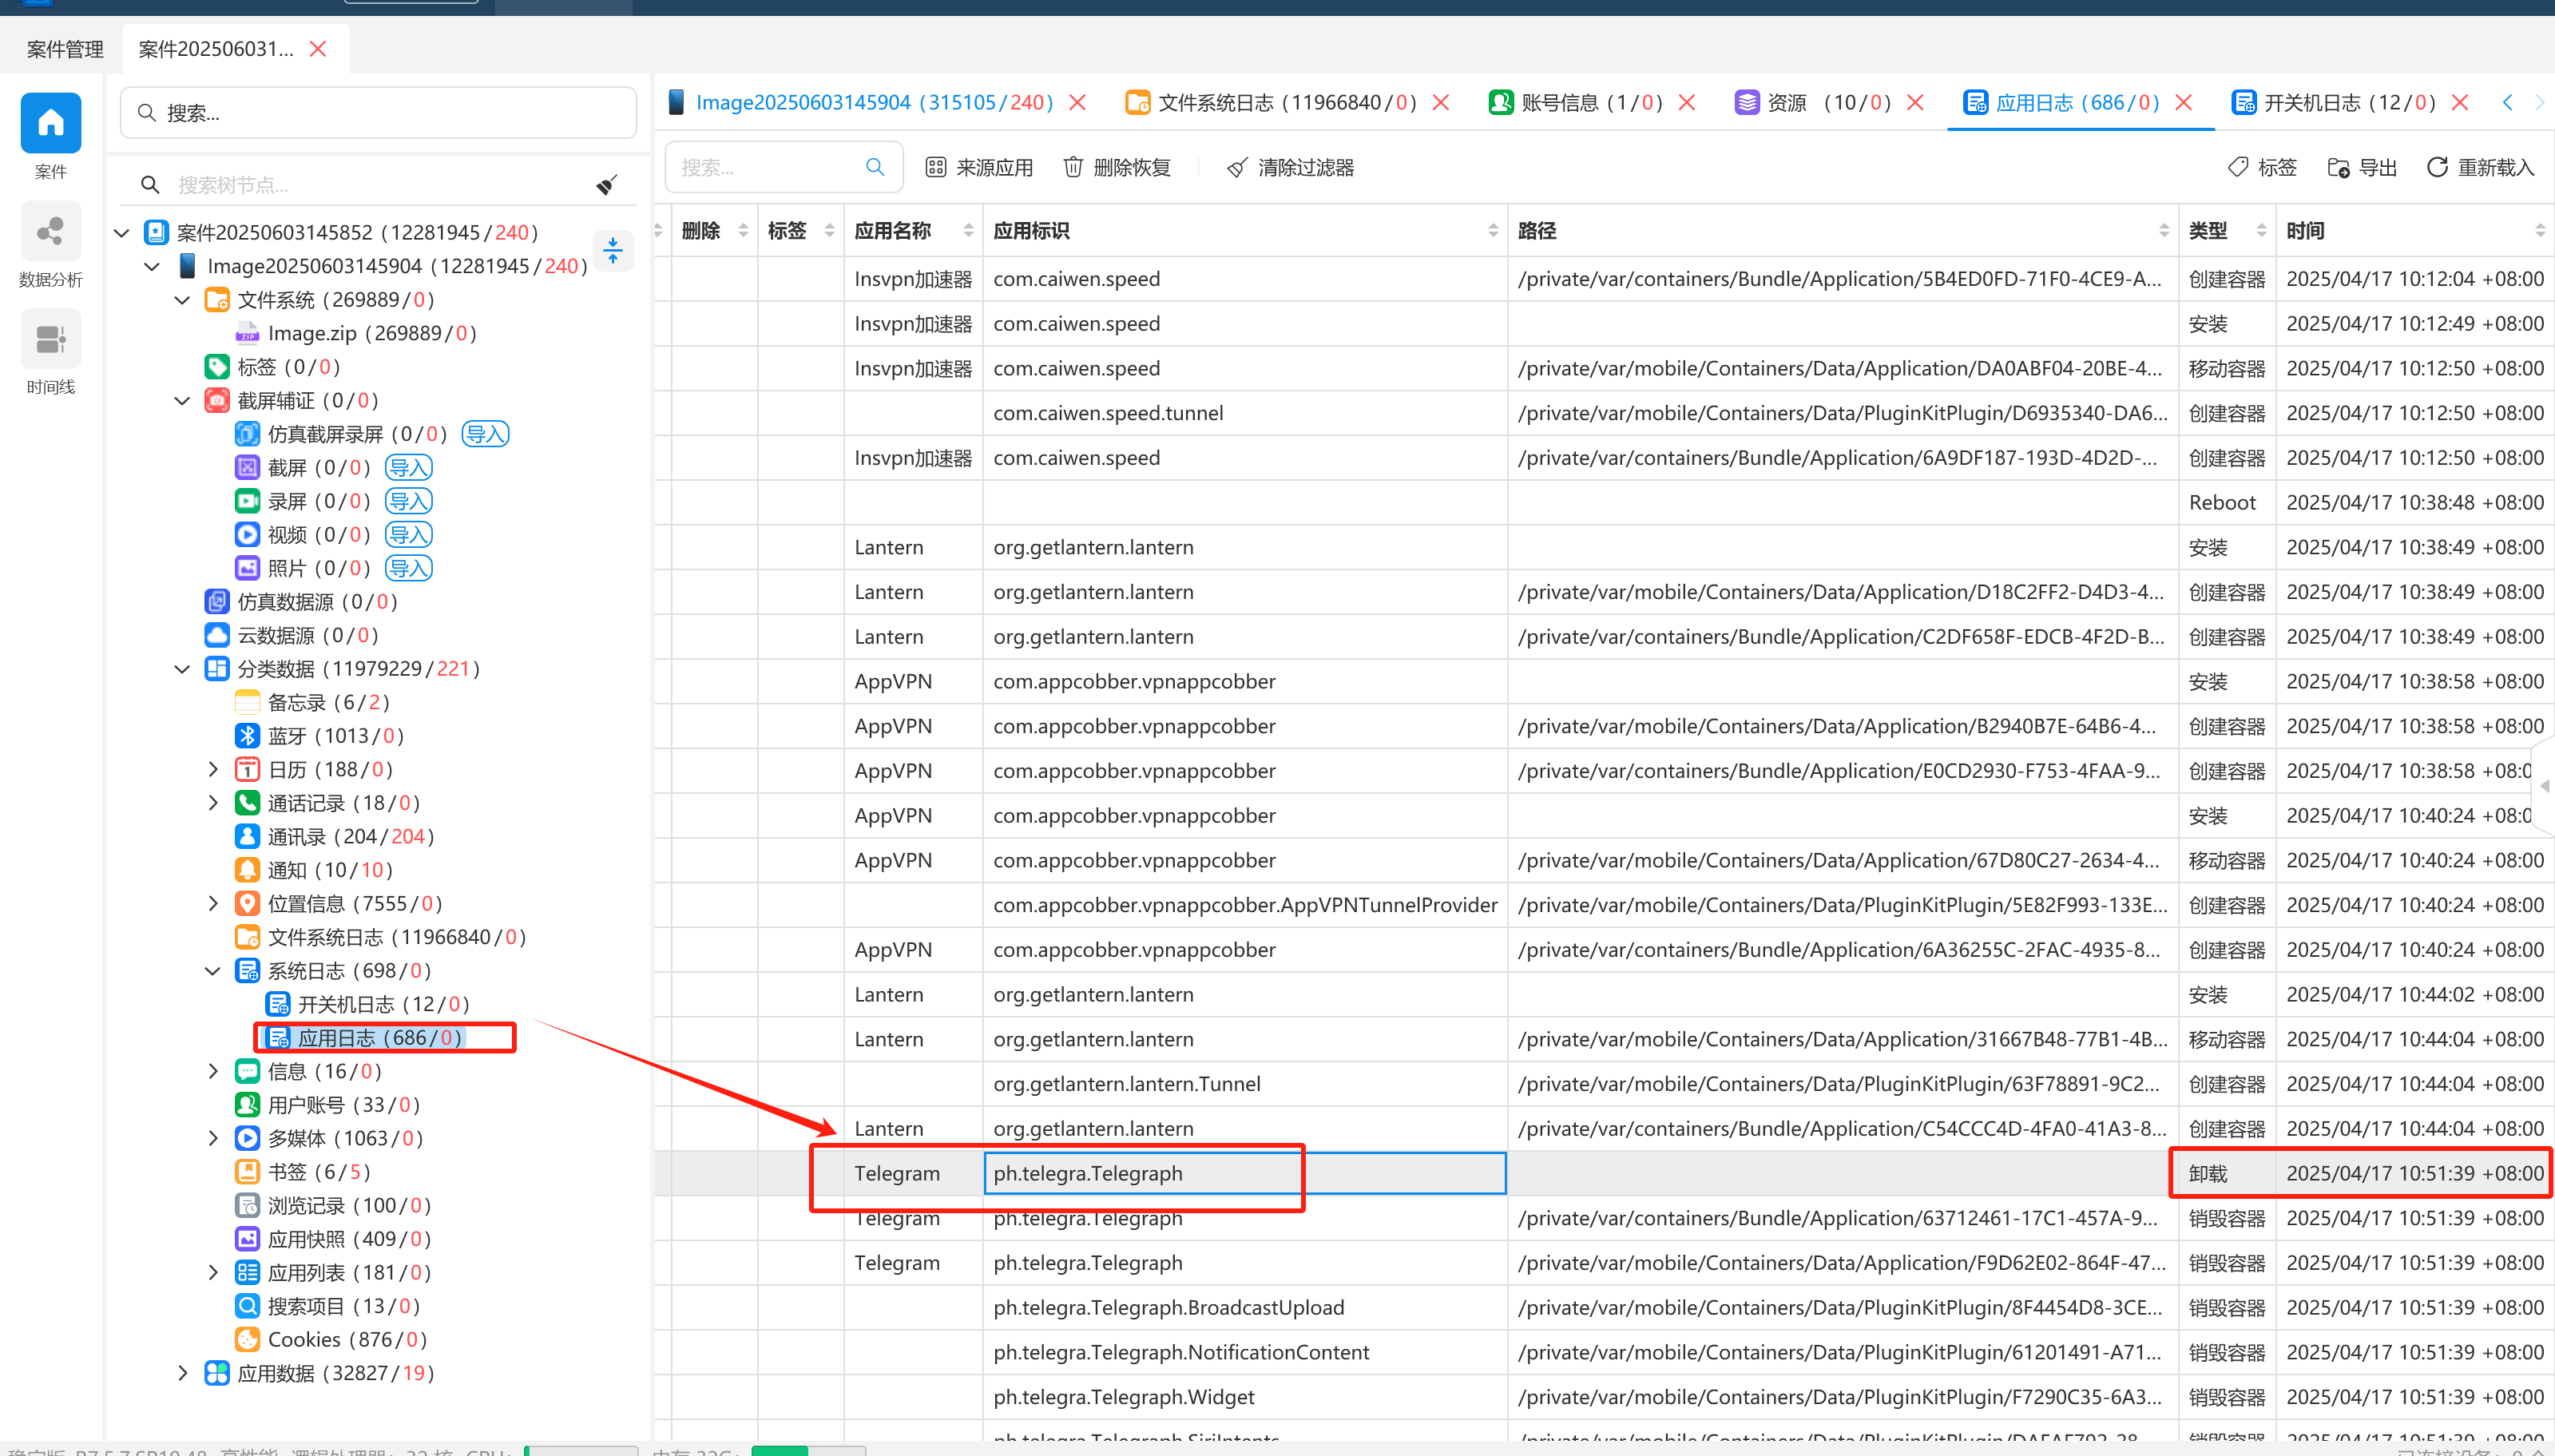 案件管理
案件202506031...
案件
数据分析
时间线
搜索...
搜索树节点...
案件20250603145852 (12281945/240)
Image20250603145904 (12281945/240)
文件系统 (269889/0)
Image.zip (269889/0)
标签 (0/0)
截屏辅证 (0/0)
仿真截屏录屏 (0/0) 导入
截屏 (0/0) 导入
录屏 (0/0) 导入
视频 (0/0) 导入
照片 (0/0) 导入
仿真数据源 (0/0)
云数据源 (0/0)
分类数据 (11979229/221)
备忘录 (6/2)
蓝牙 (1013/0)
日历 (188/0)
通话记录 (18/0)
通讯录 (204/204)
通知 (10/10)
位置信息 (7555/0)
文件系统日志 (11966840/0)
系统日志 (698/0)
开关机日志 (12/0)
应用日志 (686/0)
信息 (16/0)
用户账号 (33/0)
多媒体 (1063/0)
书签 (6/5)
浏览记录 (100/0)
应用快照 (409/0)
应用列表 (181/0)
搜索项目 (13/0)
Cookies (876/0)
应用数据 (32827/19)
Image20250603145904 (315105/240) 文件系统日志 (11966840/0) 账号信息 (1/0) 资源 (10/0) 应用日志 (686/0) 开关机日志 (12/0)
搜索... 来源应用 删除恢复 清除过滤器 标签 导出 重新载入
删除 标签 应用名称 应用标识 路径 类型 时间
Insvpn加速器 com.caiwen.speed /private/var/containers/Bundle/Application/5B4ED0FD-71F0-4CE9-A... 创建容器 2025/04/17 10:12:04 +08:00
Insvpn加速器 com.caiwen.speed 安装 2025/04/17 10:12:49 +08:00
Insvpn加速器 com.caiwen.speed /private/var/mobile/Containers/Data/Application/DA0ABF04-20BE-4... 移动容器 2025/04/17 10:12:50 +08:00
com.caiwen.speed.tunnel /private/var/mobile/Containers/Data/PluginKitPlugin/D6935340-DA6... 创建容器 2025/04/17 10:12:50 +08:00
Insvpn加速器 com.caiwen.speed /private/var/containers/Bundle/Application/6A9DF187-193D-4D2D-... 创建容器 2025/04/17 10:12:50 +08:00
Reboot 2025/04/17 10:38:48 +08:00
Lantern org.getlantern.lantern 安装 2025/04/17 10:38:49 +08:00
Lantern org.getlantern.lantern /private/var/mobile/Containers/Data/Application/D18C2FF2-D4D3-4... 创建容器 2025/04/17 10:38:49 +08:00
Lantern org.getlantern.lantern /private/var/containers/Bundle/Application/C2DF658F-EDCB-4F2D-B... 创建容器 2025/04/17 10:38:49 +08:00
AppVPN com.appcobber.vpnappcobber 安装 2025/04/17 10:38:58 +08:00
AppVPN com.appcobber.vpnappcobber /private/var/mobile/Containers/Data/Application/B2940B7E-64B6-4... 创建容器 2025/04/17 10:38:58 +08:00
AppVPN com.appcobber.vpnappcobber /private/var/containers/Bundle/Application/E0CD2930-F753-4FAA-9... 创建容器 2025/04/17 10:38:58 +08:0
AppVPN com.appcobber.vpnappcobber 安装 2025/04/17 10:40:24 +08:0
AppVPN com.appcobber.vpnappcobber /private/var/mobile/Containers/Data/Application/67D80C27-2634-4... 移动容器 2025/04/17 10:40:24 +08:00
com.appcobber.vpnappcobber.AppVPNTunnelProvider /private/var/mobile/Containers/Data/PluginKitPlugin/5E82F993-133E... 创建容器 2025/04/17 10:40:24 +08:00
AppVPN com.appcobber.vpnappcobber /private/var/containers/Bundle/Application/6A36255C-2FAC-4935-8... 创建容器 2025/04/17 10:40:24 +08:00
Lantern org.getlantern.lantern 安装 2025/04/17 10:44:02 +08:00
Lantern org.getlantern.lantern /private/var/mobile/Containers/Data/Application/31667B48-77B1-4B... 移动容器 2025/04/17 10:44:04 +08:00
org.getlantern.lantern.Tunnel /private/var/mobile/Containers/Data/PluginKitPlugin/63F78891-9C2... 创建容器 2025/04/17 10:44:04 +08:00
Lantern org.getlantern.lantern /private/var/containers/Bundle/Application/C54CCC4D-4FA0-41A3-8... 创建容器 2025/04/17 10:44:04 +08:00
Telegram ph.telegra.Telegraph 卸载 2025/04/17 10:51:39 +08:00
Telegram ph.telegra.Telegraph /private/var/containers/Bundle/Application/63712461-17C1-457A-9... 销毁容器 2025/04/17 10:51:39 +08:00
Telegram ph.telegra.Telegraph /private/var/mobile/Containers/Data/Application/F9D62E02-864F-47... 销毁容器 2025/04/17 10:51:39 +08:00
ph.telegra.Telegraph.BroadcastUpload /private/var/mobile/Containers/Data/PluginKitPlugin/8F4454D8-3CE... 销毁容器 2025/04/17 10:51:39 +08:00
ph.telegra.Telegraph.NotificationContent /private/var/mobile/Containers/Data/PluginKitPlugin/61201491-A71... 销毁容器 2025/04/17 10:51:39 +08:00
ph.telegra.Telegraph.Widget /private/var/mobile/Containers/Data/PluginKitPlugin/F7290C35-6A3... 销毁容器 2025/04/17 10:51:39 +08:00